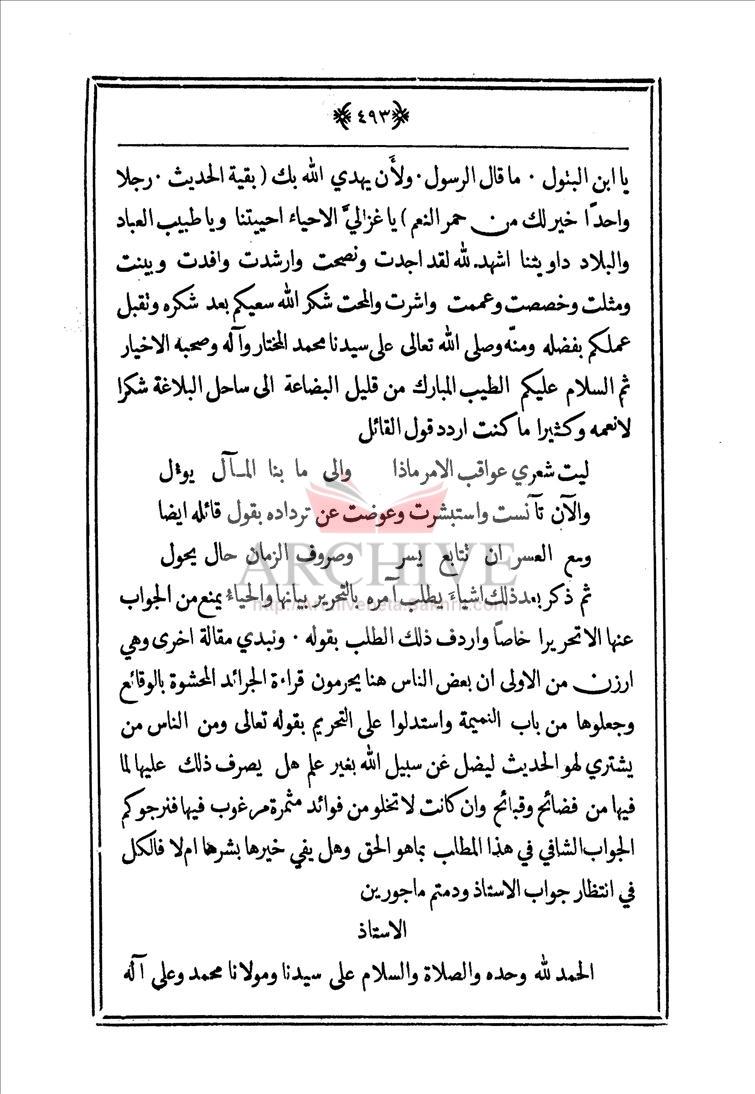 ﴿٤٩٣﴾
يا ابن البتول ٠ ما قال الرسول ٠ ولأن يهدي الله بك ( بقية الحديث ٠ رجلا
واحدًا خير لك من حمر النعم ) يا غزاليَّ الاحياء احييتنا ويا طبيب العباد
والبلاد داويتنا اشهد. لله لقد اجدت ونصحت وارشدت وافدت وبينت
ومثلت وخصصت وعممت واشرت والمحت شكر الله سعيكم بعد شكره وتقبل
عملكم بفضله ومنّه وصلى الله تعالى على سيدنا محمد المختار وآله وصحبه الاخيار
ثم السلام عليكم الطيب المبارك من قليل البضاعة الى ساحل البلاغة شكرا
لانعمه وكثيرا ما كنت اردد قول القائل
ليت شعري عواقب الامر ماذا والى ما بنا المـآل يوئل
والآن تآنست واستبشرت وعوضت عن ترداده بقول قائله ايضا
ومع العسر ان تتابع يسر وصروف الزمان حال يحول
ثم ذكر بعد ذلك اشياء يطلب آمره بالتحرير بيانها والحياء يمنع من الجواب
عنها الا تحريرا خاصاً واردف ذلك الطلب بقوله ٠ ونبدي مقالة اخرى وهي
ارزن من الاولى ان بعض الناس هنا يحرمون قراءة الجرائد المحشوة بالوقائع
وجعلوها من باب النميمة واستدلوا على التحريم بقوله تعالى ومن الناس من
يشتري لهو الحديث ليضل عن سبيل الله بغير علم هل يصرف ذلك عليها لما
فيها من فضائح وقبائح وان كانت لا تخلو من فوائد مثمرة مرغوب فيها فنرجوكم
الجواب الشافي في هذا المطلب بما هو الحق وهل يفي خيرها بشرها ام لا فالكل
في انتظار جواب الاستاذ ودمتم ماجورين
الاستاذ
الحمد لله وحده والصلاة والسلام على سيدنا ومولانا محمد وعلى آله
ARCHIVE